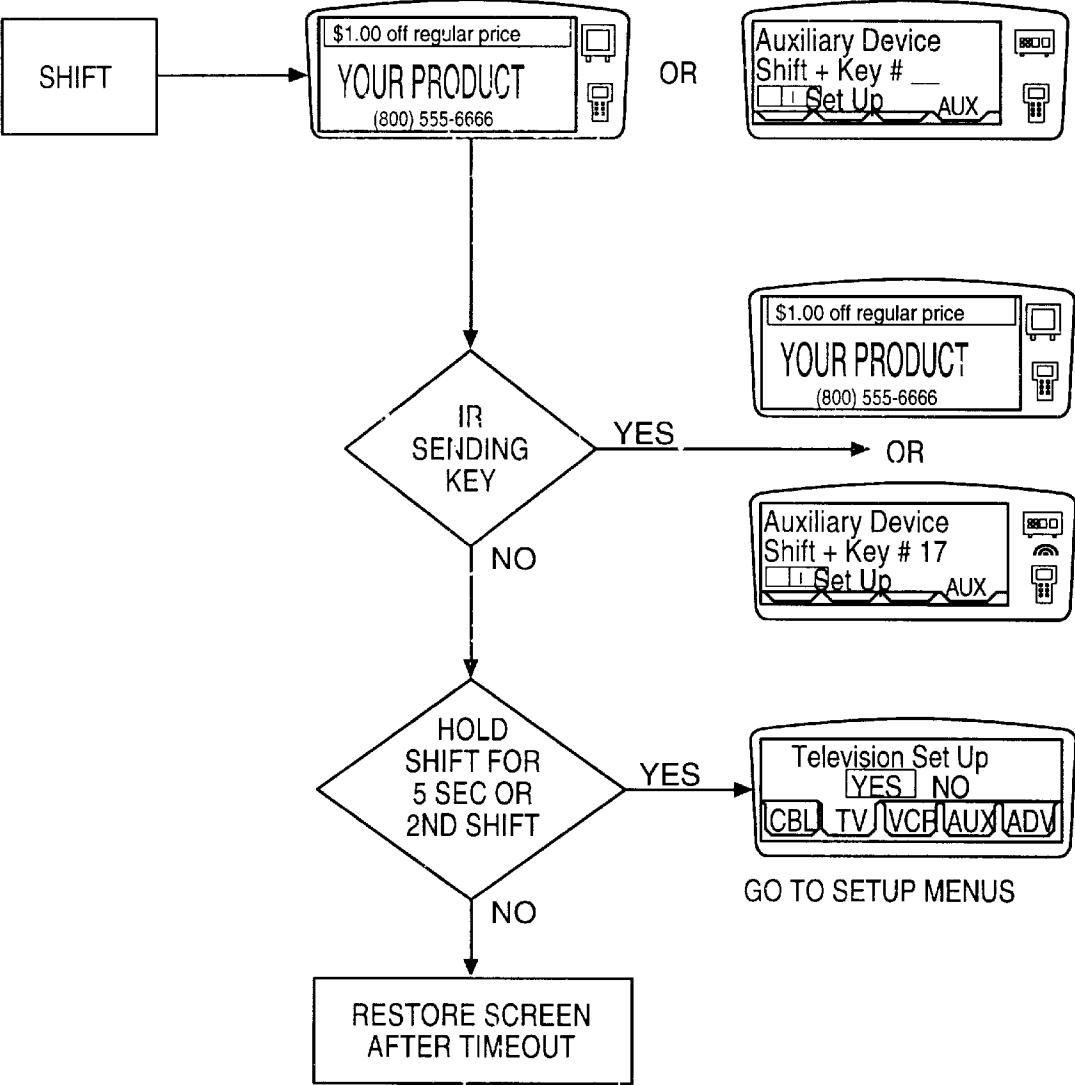 SHIFT
$1.00 off regular price
YOUR PRODUCT
(800) 555-6666
OR
Auxiliary Device
Shift + Key # __
Set Up
AUX
IR
SENDING
KEY
YES
NO
$1.00 off regular price
YOUR PRODUCT
(800) 555-6666
OR
Auxiliary Device
Shift + Key # 17
Set Up
AUX
HOLD
SHIFT FOR
5 SEC OR
2ND SHIFT
YES
NO
Television Set Up
YES NO
CBL TV VCR AUX ADV
GO TO SETUP MENUS
RESTORE SCREEN
AFTER TIMEOUT